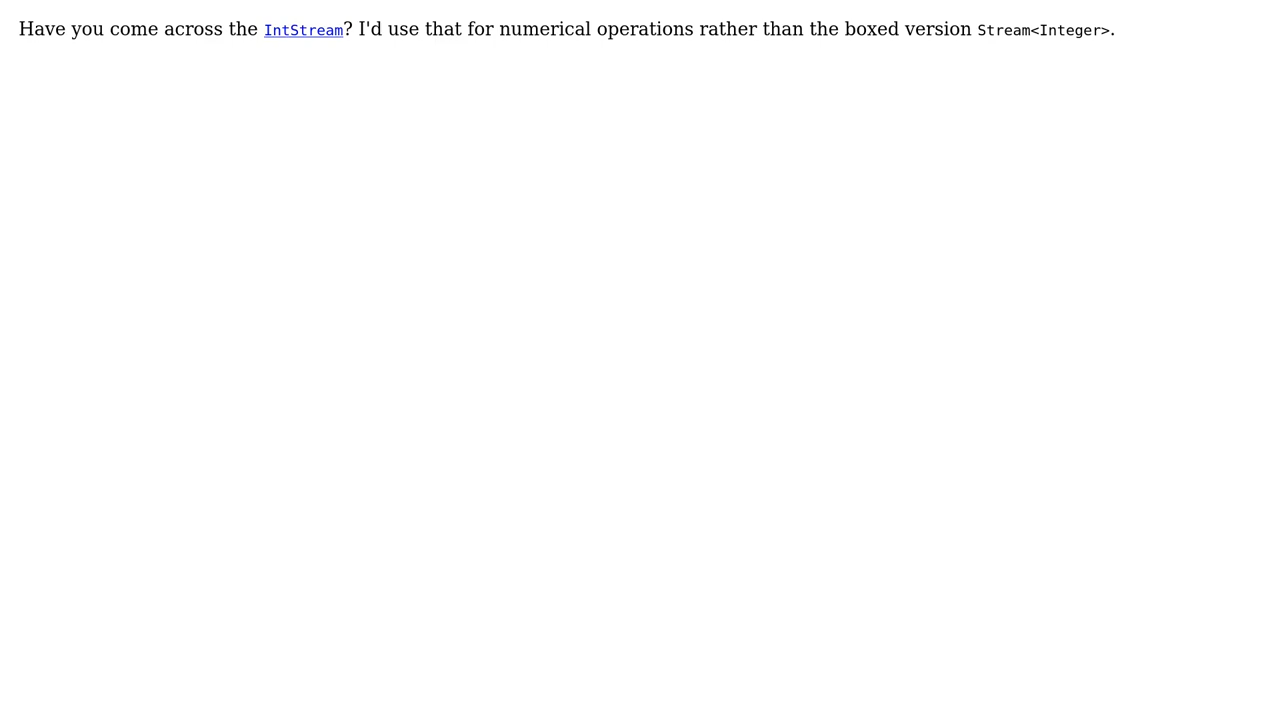 Have you come across the IntStream? I'd use that for numerical operations rather than the boxed version Stream<Integer>.